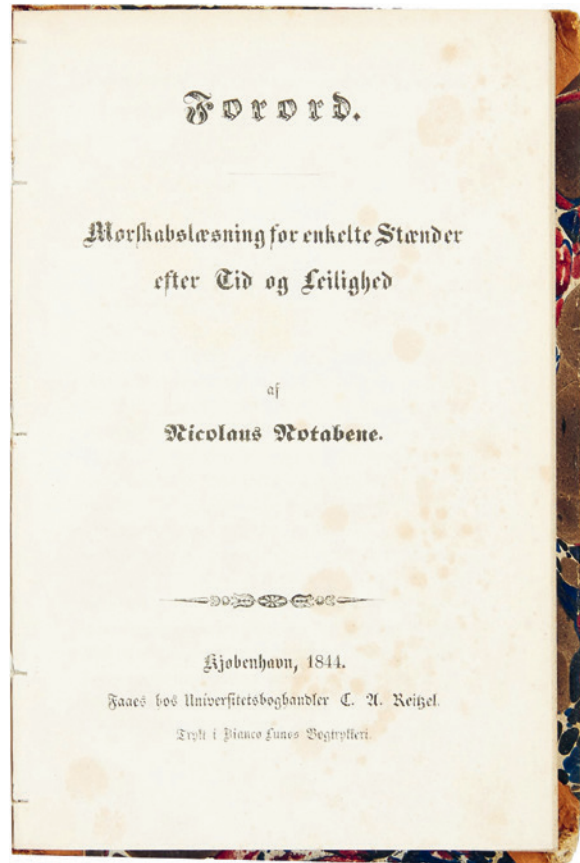 Forord.
Morskabslæsning for enkelte Stænder
efter Tid og Leilighed
af
Nicolaus Notabene.
Kjøbenhavn, 1844.
Faaes hos Universitetsboghandler C. A. Reitzel.
Trykt i Bianco Lunos Bogtrykkeri.